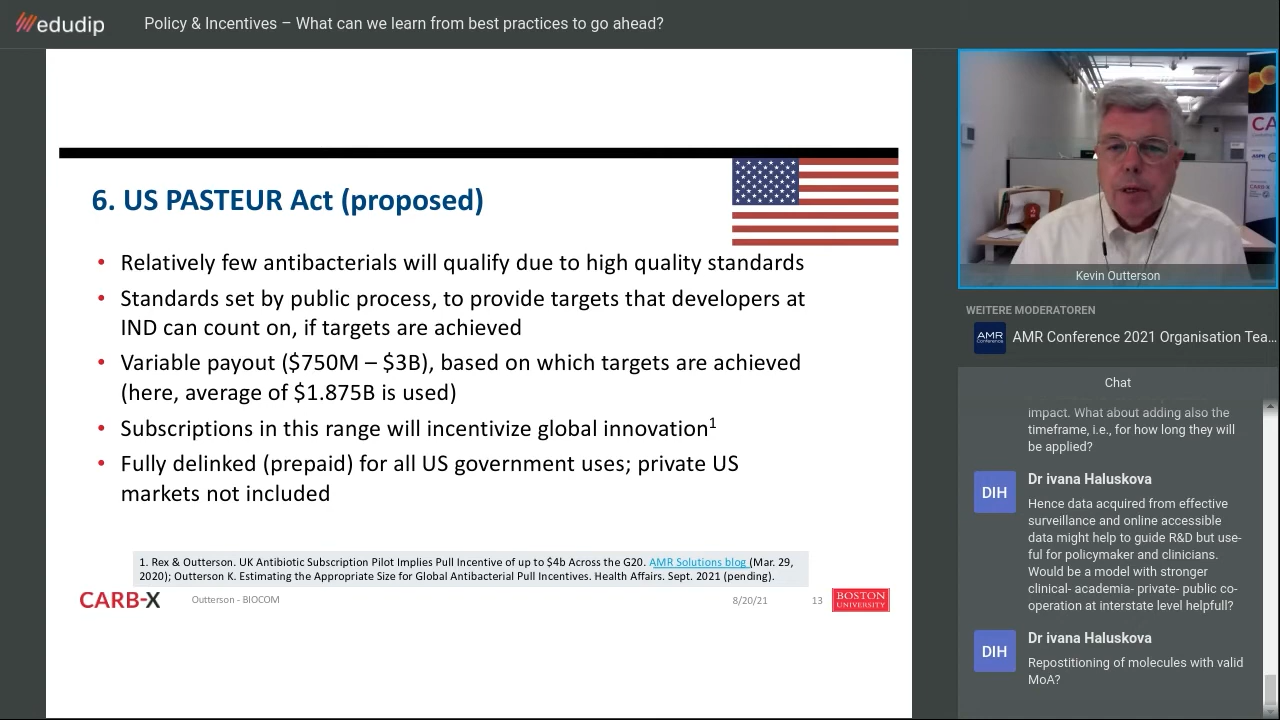 edudip
Policy & Incentives – What can we learn from best practices to go ahead?
6. US PASTEUR Act (proposed)
• Relatively few antibacterials will qualify due to high quality standards
• Standards set by public process, to provide targets that developers at
IND can count on, if targets are achieved
• Variable payout ($750M – $3B), based on which targets are achieved
(here, average of $1.875B is used)
• Subscriptions in this range will incentivize global innovation1
• Fully delinked (prepaid) for all US government uses; private US
markets not included
1. Rex & Outterson. UK Antibiotic Subscription Pilot Implies Pull Incentive of up to $4b Across the G20. AMR Solutions blog (Mar. 29,
2020); Outterson K. Estimating the Appropriate Size for Global Antibacterial Pull Incentives. Health Affairs. Sept. 2021 (pending).
CARB-X
Outterson - BIOCOM
8/20/21
13
BOSTON
UNIVERSITY
CA
Kevin Outterson
WEITERE MODERATOREN
AMR
Conference
AMR Conference 2021 Organisation Tea...
Chat
impact. What about adding also the
timeframe, i.e., for how long they will
be applied?
DIH
Dr ivana Haluskova
Hence data acquired from effective
surveillance and online accessible
data might help to guide R&D but use-
ful for policymaker and clinicians.
Would be a model with stronger
clinical- academia- private- public co-
operation at interstate level helpfull?
DIH
Dr ivana Haluskova
Repostitioning of molecules with valid
MoA?